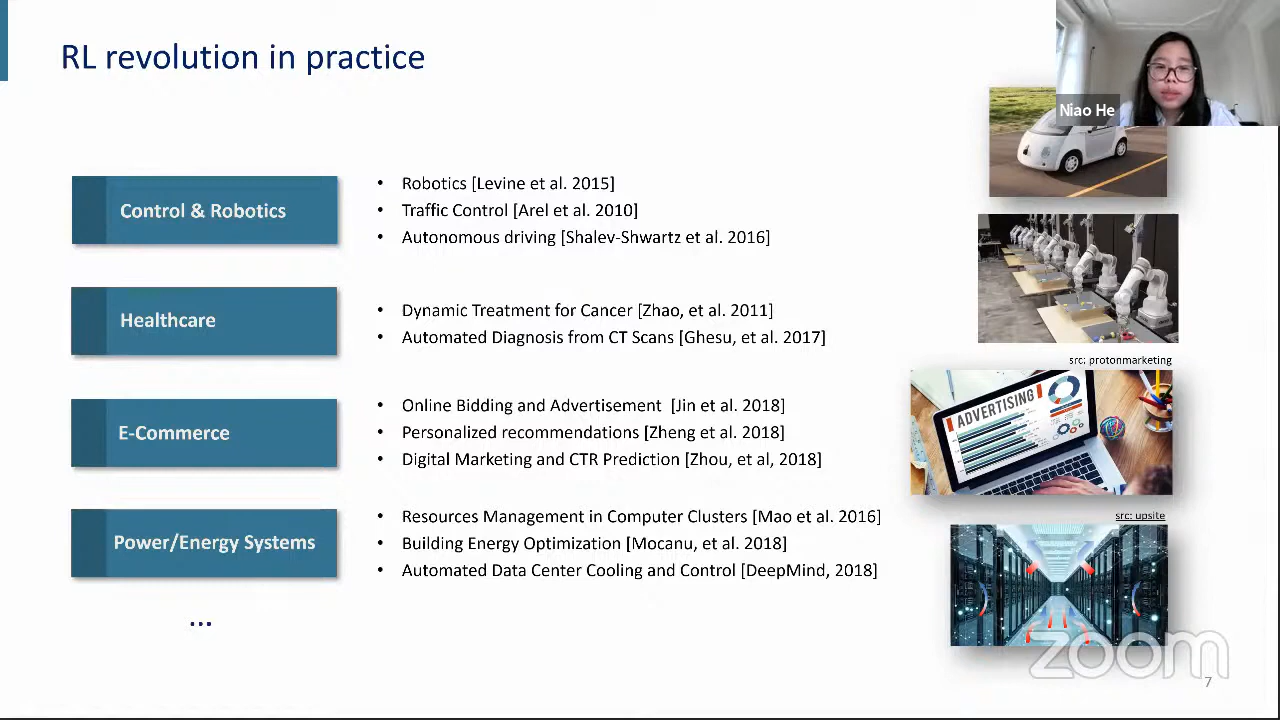 RL revolution in practice
Niao He
Control & Robotics
• Robotics [Levine et al. 2015]
• Traffic Control [Arel et al. 2010]
• Autonomous driving [Shalev-Shwartz et al. 2016]
Healthcare
• Dynamic Treatment for Cancer [Zhao, et al. 2011]
• Automated Diagnosis from CT Scans [Ghesu, et al. 2017]
src: protonmarketing
E-Commerce
• Online Bidding and Advertisement [Jin et al. 2018]
• Personalized recommendations [Zheng et al. 2018]
• Digital Marketing and CTR Prediction [Zhou, et al, 2018]
ADVERTISING
src: upsite
Power/Energy Systems
• Resources Management in Computer Clusters [Mao et al. 2016]
• Building Energy Optimization [Mocanu, et al. 2018]
• Automated Data Center Cooling and Control [DeepMind, 2018]
...
zoom
7